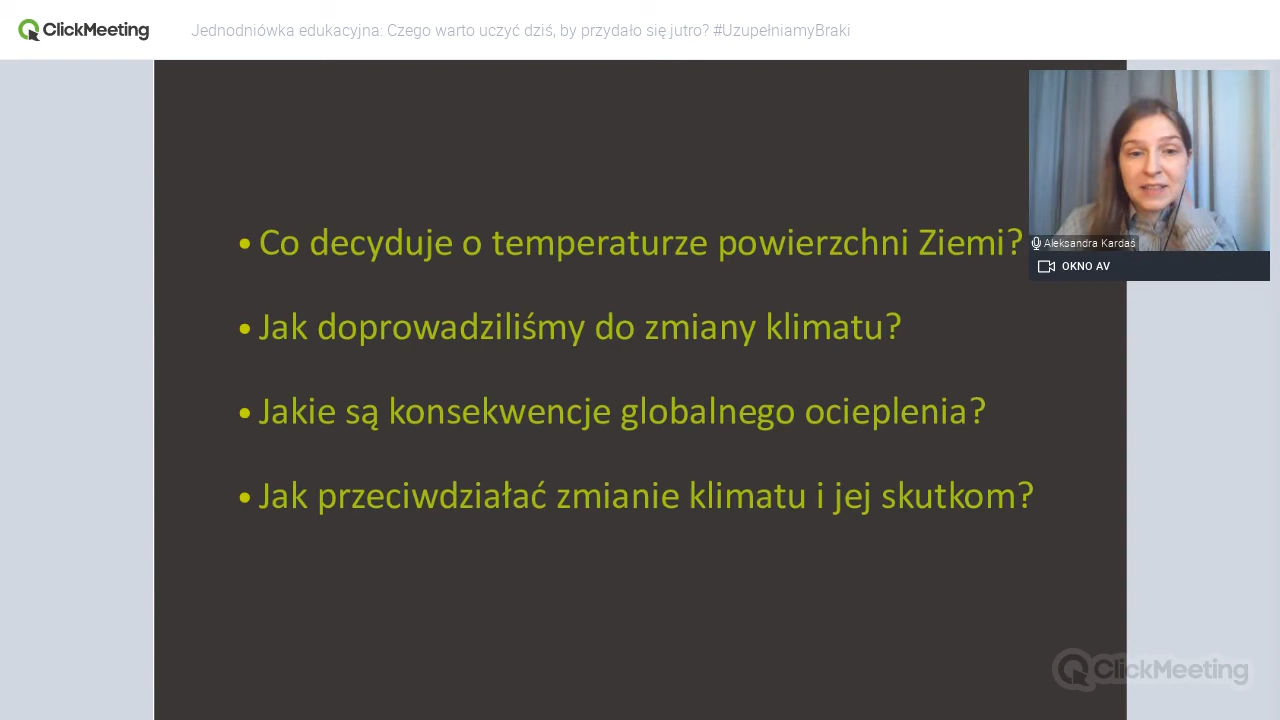 ClickMeeting
Jednodniówka edukacyjna: Czego warto uczyć dziś, by przydało się jutro? #UzupełniamyBraki
• Co decyduje o temperaturze powierzchni Ziemi?
• Jak doprowadziliśmy do zmiany klimatu?
• Jakie są konsekwencje globalnego ocieplenia?
• Jak przeciwdziałać zmianie klimatu i jej skutkom?
Aleksandra Kardaś
OKNO AV
ClickMeeting